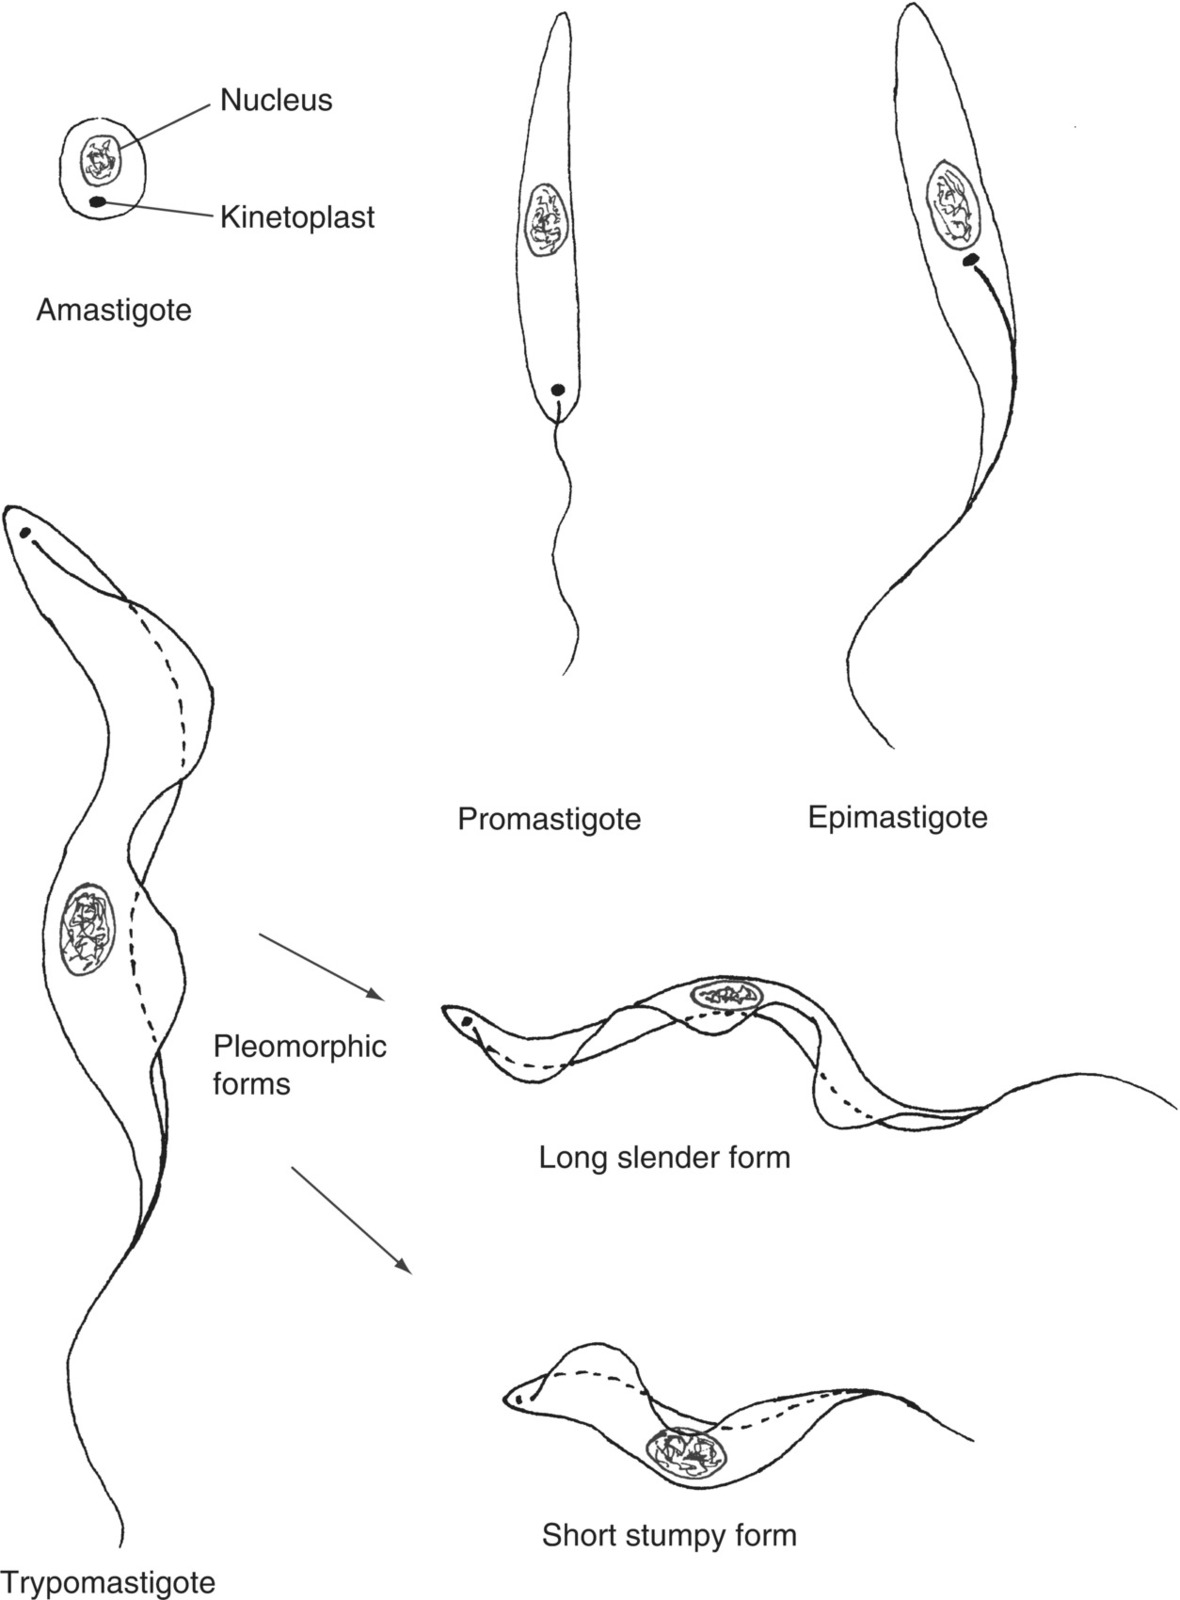 Nucleus
Kinetoplast
Amastigote
Promastigote
Epimastigote
Pleomorphic
forms
Long slender form
Short stumpy form
Trypomastigote